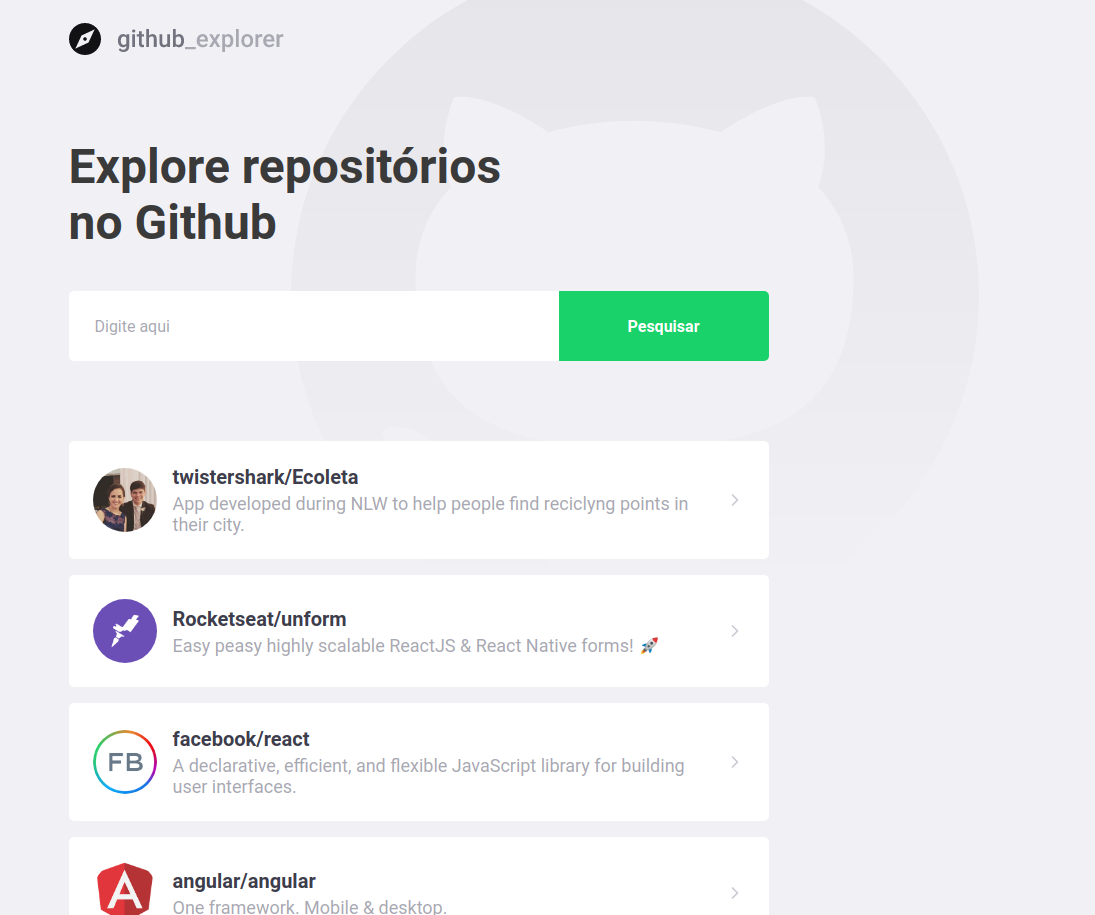 github_explorer
Explore repositórios
no Github
Digite aqui
Pesquisar
twistershark/Ecoleta
App developed during NLW to help people find reciclyng points in
their city.
Rocketseat/unform
Easy peasy highly scalable ReactJS & React Native forms! 🚀
FB
facebook/react
A declarative, efficient, and flexible JavaScript library for building
user interfaces.
A
angular/angular
One framework. Mobile & desktop.